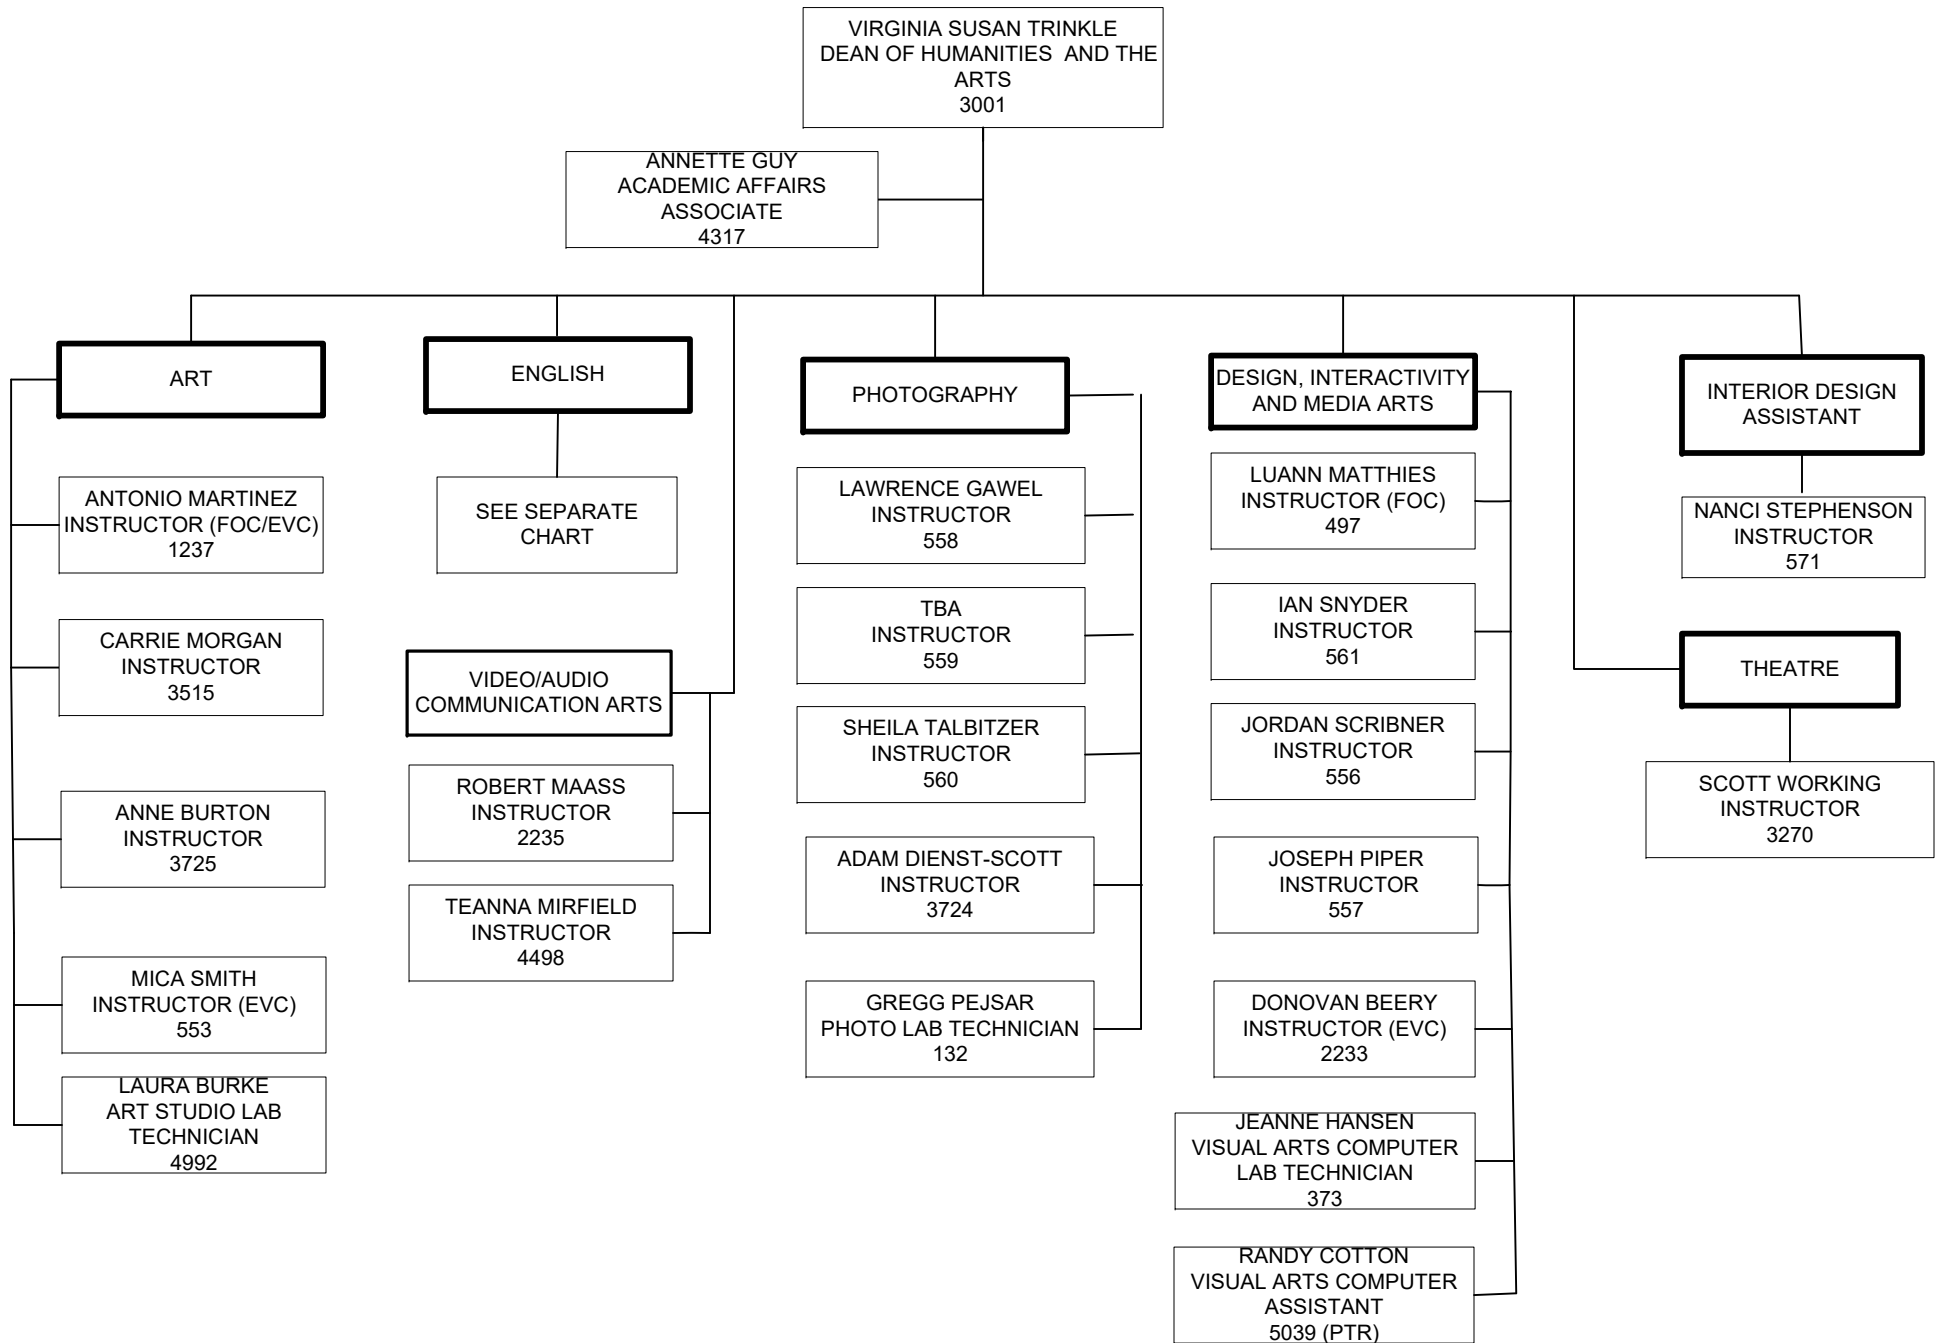 VIRGINIA SUSAN TRINKLE
DEAN OF HUMANITIES AND THE
ARTS
3001
ANNETTE GUY
ACADEMIC AFFAIRS
ASSOCIATE
4317
ART
ANTONIO MARTINEZ
INSTRUCTOR (FOC/EVC)
1237
CARRIE MORGAN
INSTRUCTOR
3515
ANNE BURTON
INSTRUCTOR
3725
MICA SMITH
INSTRUCTOR (EVC)
553
LAURA BURKE
ART STUDIO LAB
TECHNICIAN
4992
ENGLISH
SEE SEPARATE
CHART
VIDEO/AUDIO
COMMUNICATION ARTS
ROBERT MAASS
INSTRUCTOR
2235
TEANNA MIRFIELD
INSTRUCTOR
4498
PHOTOGRAPHY
LAWRENCE GAWEL
INSTRUCTOR
558
TBA
INSTRUCTOR
559
SHEILA TALBITZER
INSTRUCTOR
560
ADAM DIENST-SCOTT
INSTRUCTOR
3724
GREGG PEJSAR
PHOTO LAB TECHNICIAN
132
DESIGN, INTERACTIVITY
AND MEDIA ARTS
LUANN MATTHIES
INSTRUCTOR (FOC)
497
IAN SNYDER
INSTRUCTOR
561
JORDAN SCRIBNER
INSTRUCTOR
556
JOSEPH PIPER
INSTRUCTOR
557
DONOVAN BEERY
INSTRUCTOR (EVC)
2233
JEANNE HANSEN
VISUAL ARTS COMPUTER
LAB TECHNICIAN
373
RANDY COTTON
VISUAL ARTS COMPUTER
ASSISTANT
5039 (PTR)
INTERIOR DESIGN
ASSISTANT
NANCI STEPHENSON
INSTRUCTOR
571
THEATRE
SCOTT WORKING
INSTRUCTOR
3270